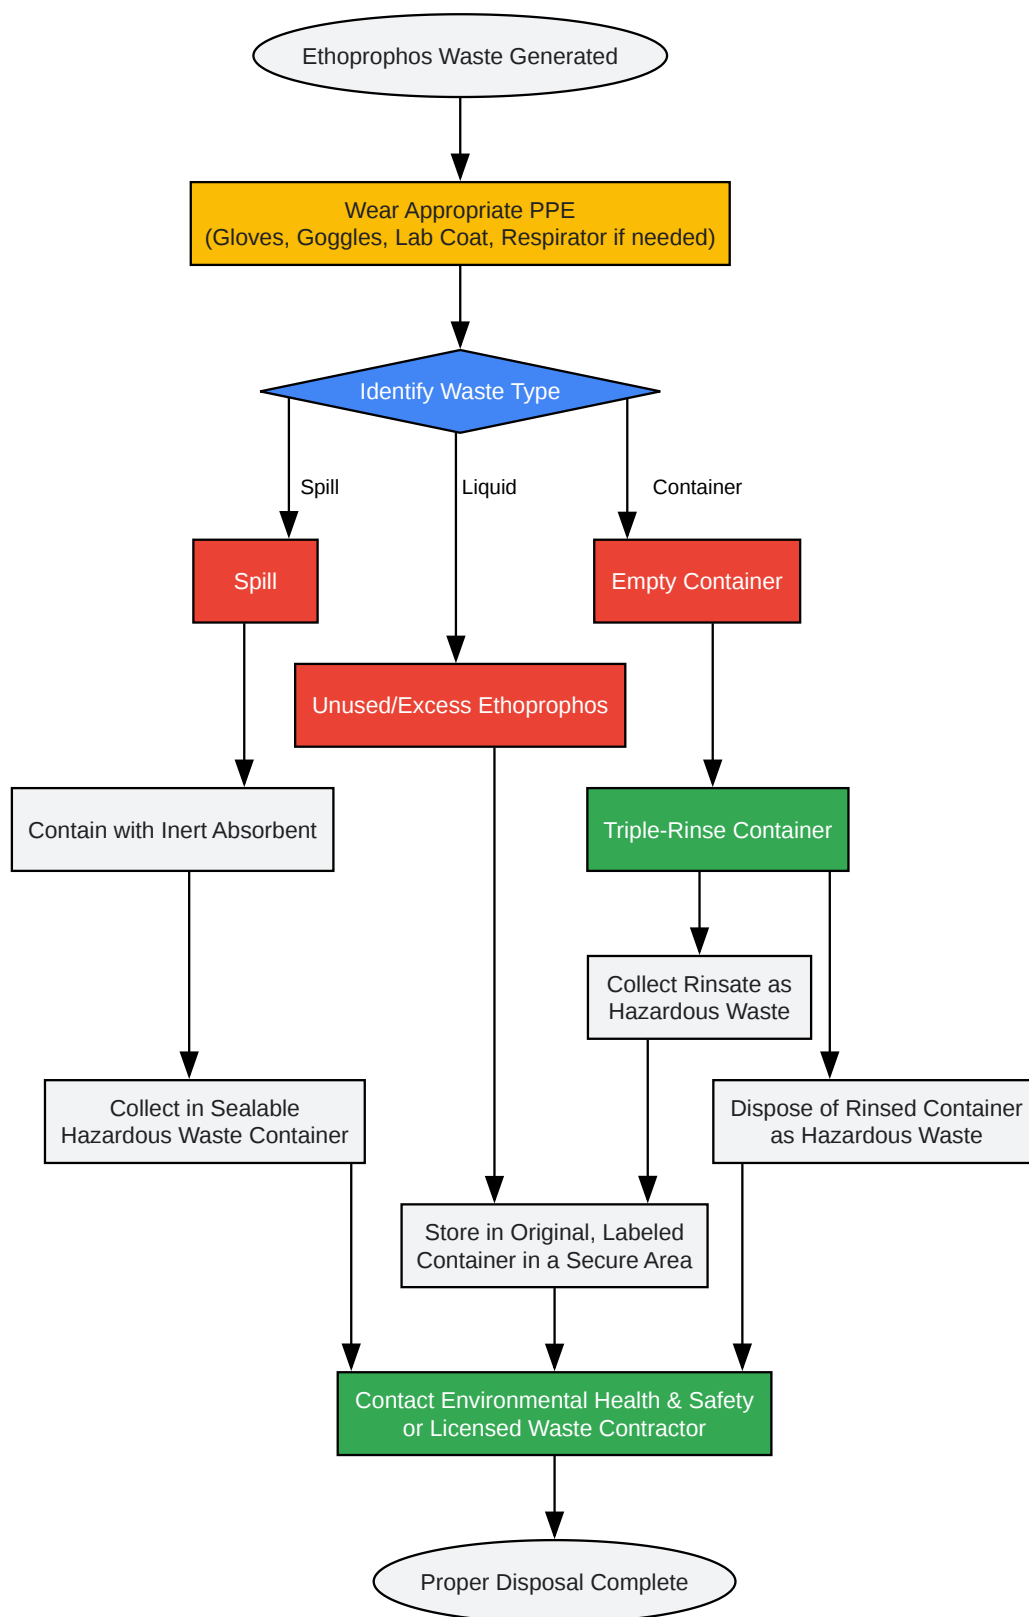 Ethoprophos Waste Generated
Wear Appropriate PPE
(Gloves, Goggles, Lab Coat, Respirator if needed)
Identify Waste Type
Spill
Liquid
Container
Spill
Empty Container
Unused/Excess Ethoprophos
Contain with Inert Absorbent
Triple-Rinse Container
Collect Rinsate as
Hazardous Waste
Collect in Sealable
Hazardous Waste Container
Dispose of Rinsed Container
as Hazardous Waste
Store in Original, Labeled
Container in a Secure Area
Contact Environmental Health & Safety
or Licensed Waste Contractor
Proper Disposal Complete